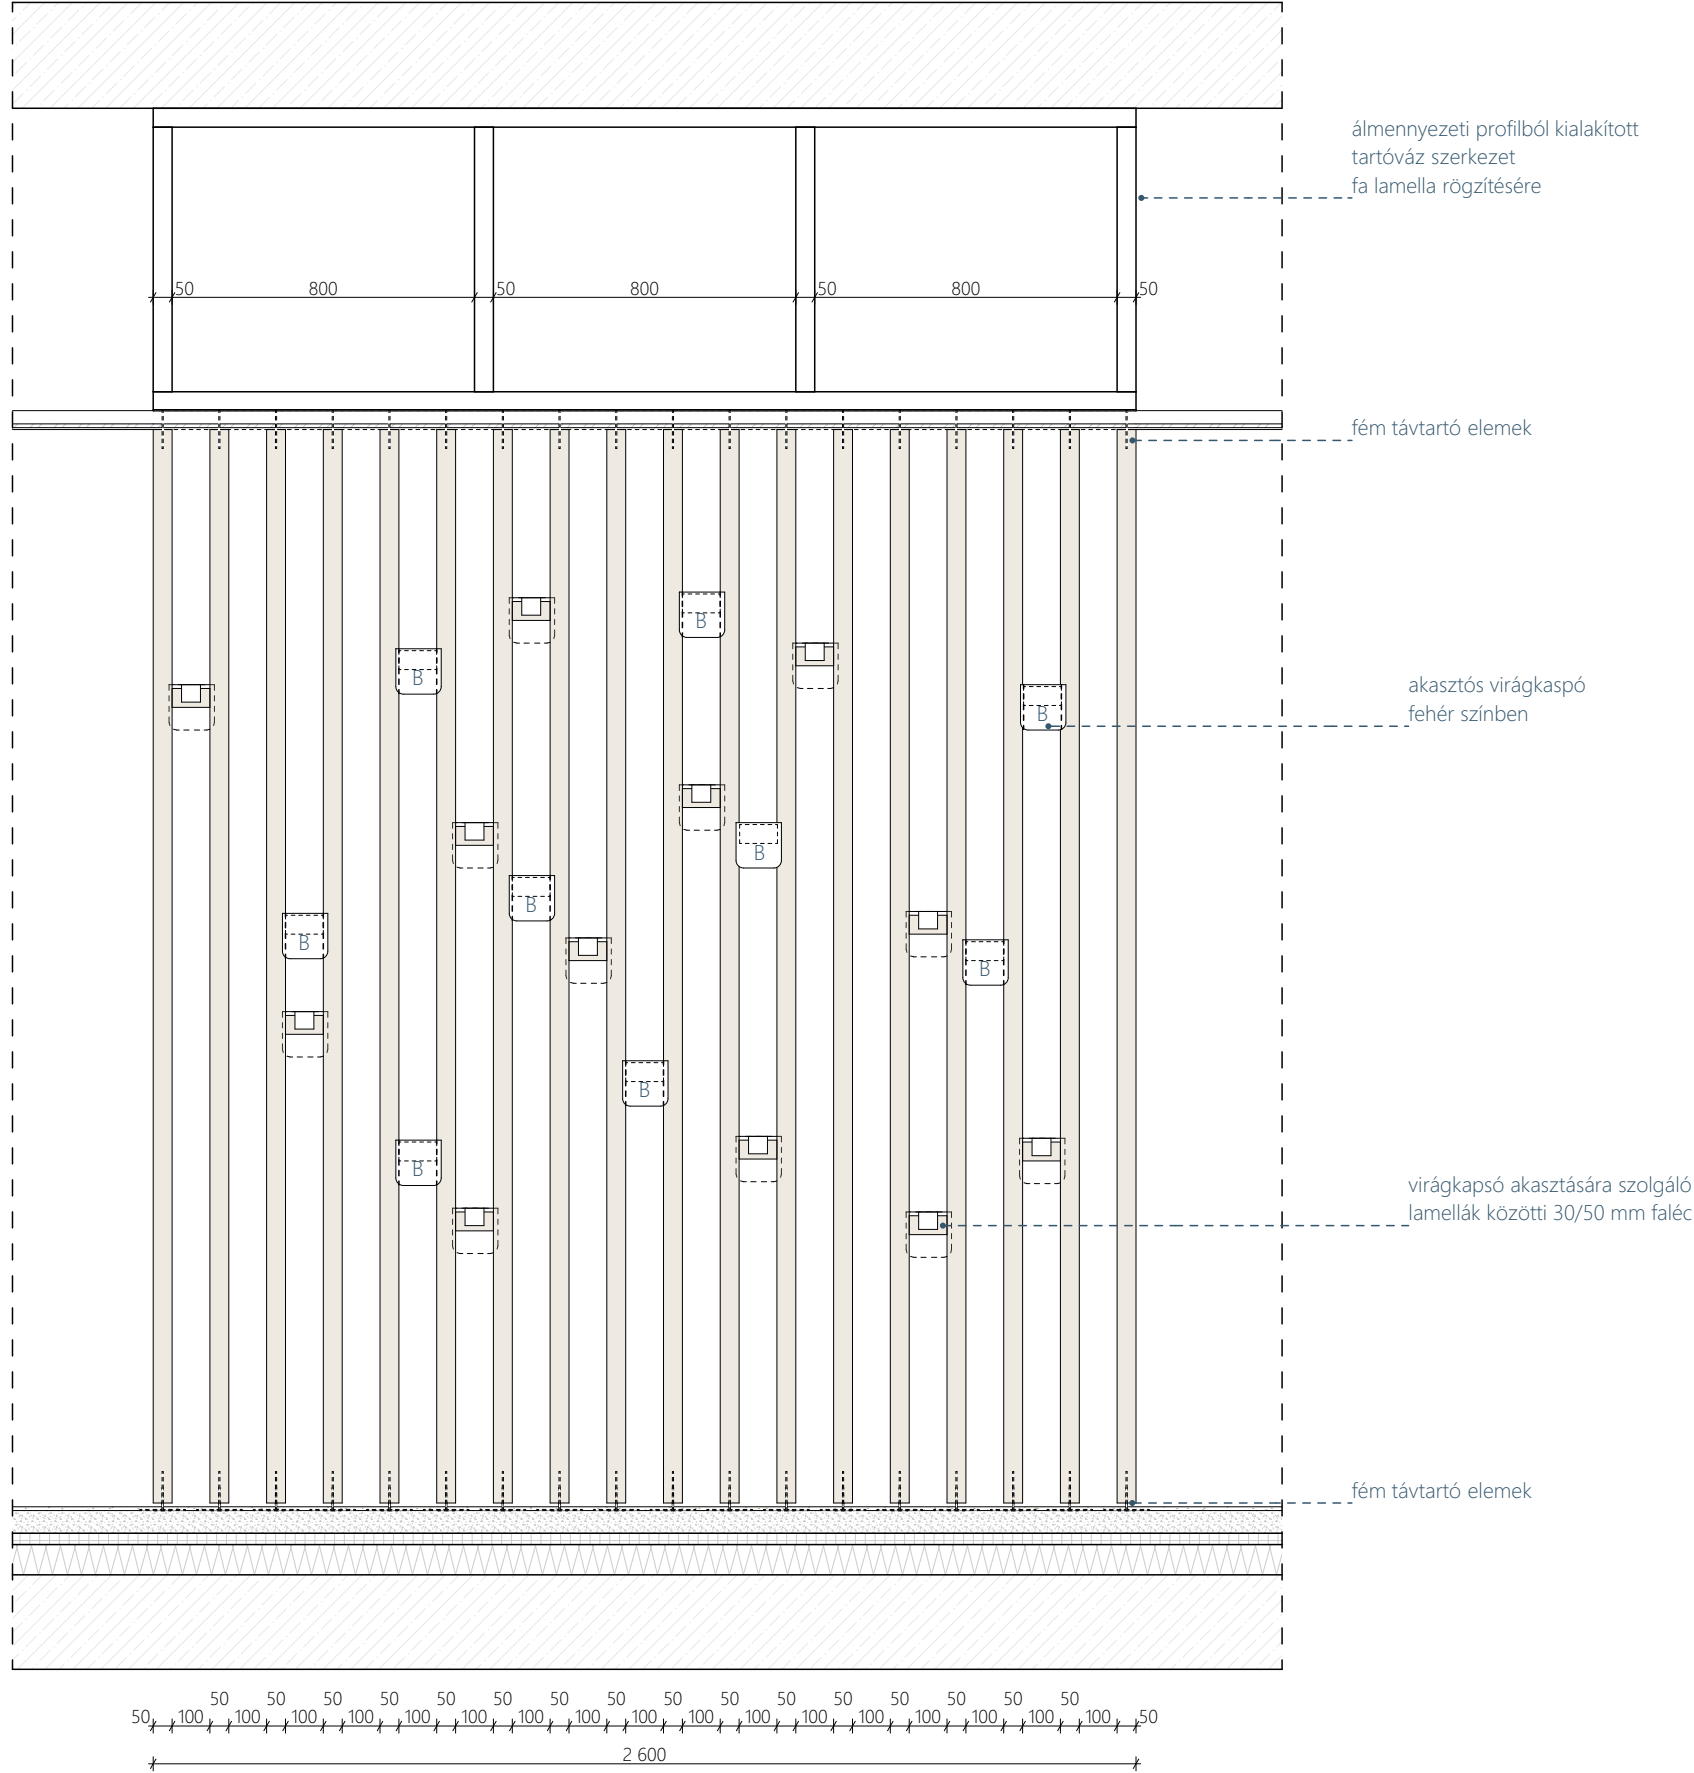 álmennyezeti profilból kialakított
tartóváz szerkezet
fa lamella rögzítésére
50 800 50 800 50 800 50
fém távtartó elemek
B
B
akasztós virágkaspó
fehér színben
B
B
B
B
B
B
B
virágkapsó akasztására szolgáló
lamellák közötti 30/50 mm faléc
fém távtartó elemek
50 50 50 50 50 50 50 50 50 50 50 50 50 50 50 50
50 100 100 100 100 100 100 100 100 100 100 100 100 100 100 100 100 100 50
2 600